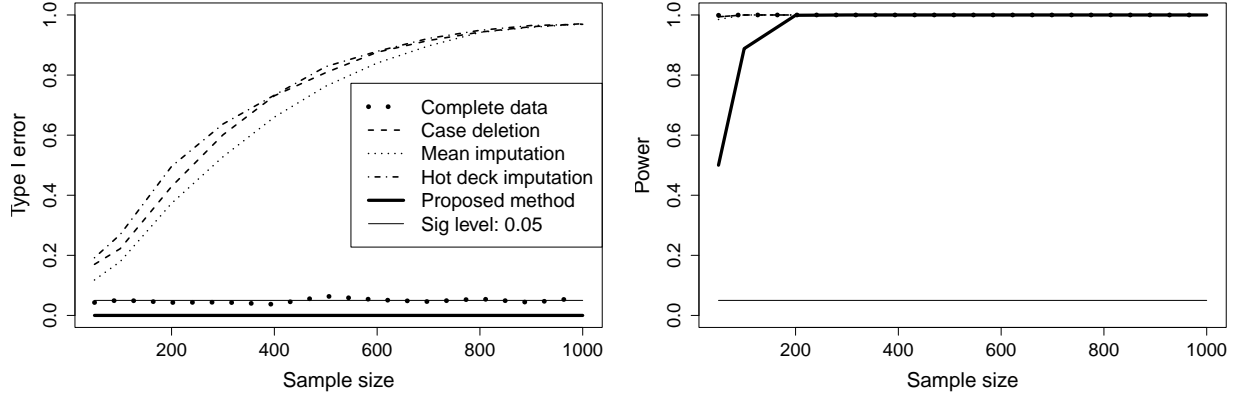 Type I error
1.0
0.8
0.6
0.4
0.2
0.0
Complete data
Case deletion
Mean imputation
Hot deck imputation
Proposed method
Sig level: 0.05
200 400 600 800 1000
Sample size
Power
1.0
0.8
0.6
0.4
0.2
0.0
200 400 600 800 1000
Sample size